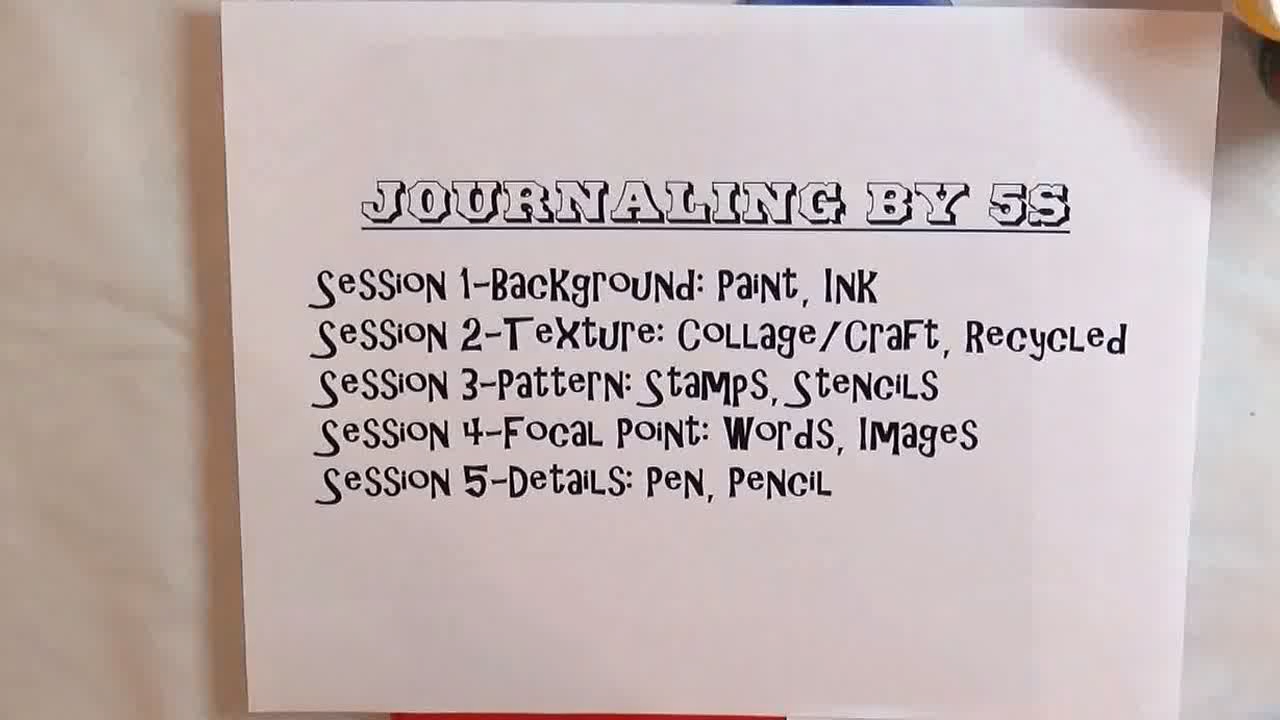 JOURNALING BY 5S
Session 1-Background: Paint, Ink
Session 2-Texture: Collage/Craft, Recycled
Session 3-Pattern: Stamps, Stencils
Session 4-Focal Point: Words, Images
Session 5-Details: Pen, Pencil